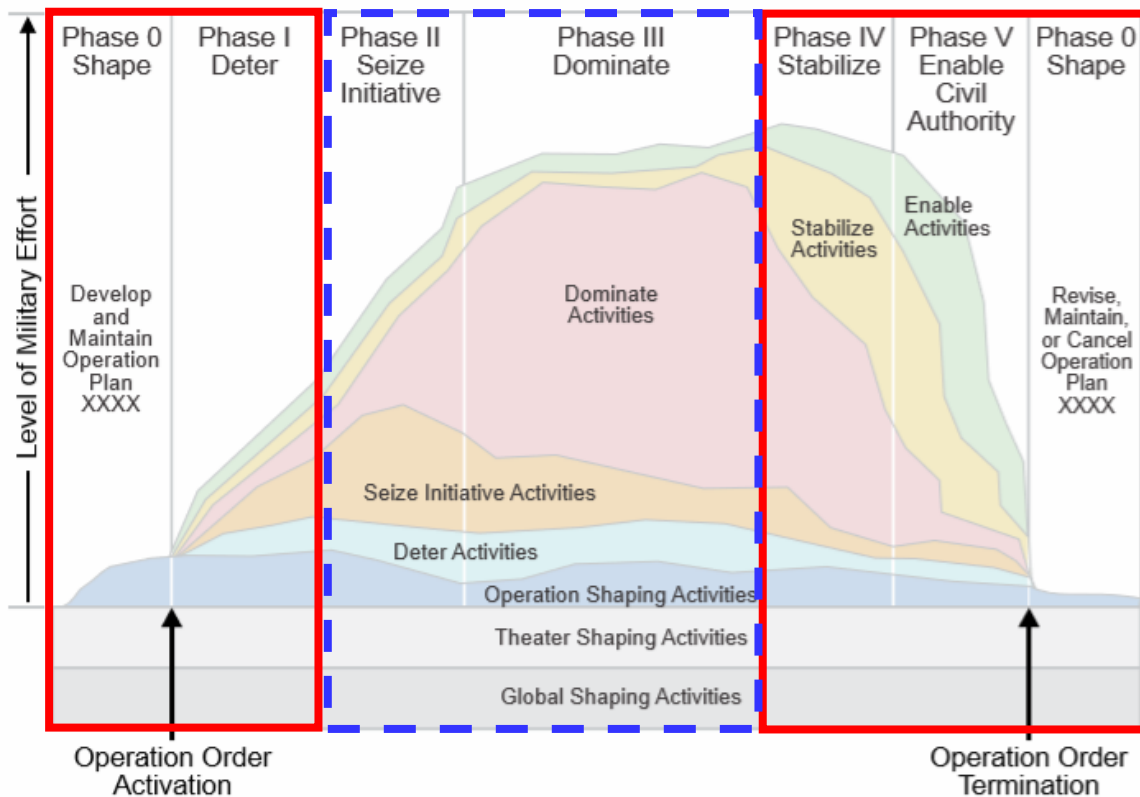 Phase 0
Shape
Phase I
Deter
Phase II
Seize
Initiative
Phase III
Dominate
Phase IV
Stabilize
Phase V
Enable
Civil
Authority
Phase 0
Shape
Level of Military Effort
Develop
and
Maintain
Operation
Plan
XXXX
Enable
Activities
Stabilize
Activities
Dominate
Activities
Revise,
Maintain,
or Cancel
Operation
Plan
XXXX
Seize Initiative Activities
Deter Activities
Operation Shaping Activities
Theater Shaping Activities
Global Shaping Activities
Operation Order
Activation
Operation Order
Termination